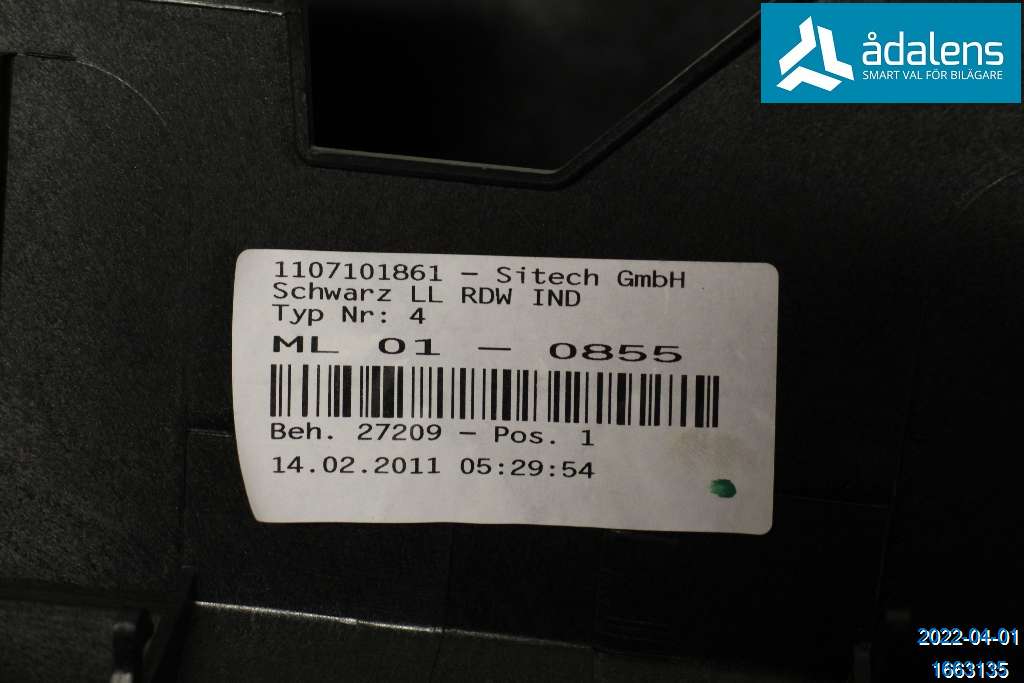 ådalens
SMART VAL FÖR BILÄGARE
1107101861 - Sitech GmbH
Schwarz LL RDW IND
Typ Nr: 4
ML 01 - 0855
Beh. 27209 - Pos. 1
14.02.2011 05:29:54
2022-04-01
1663135